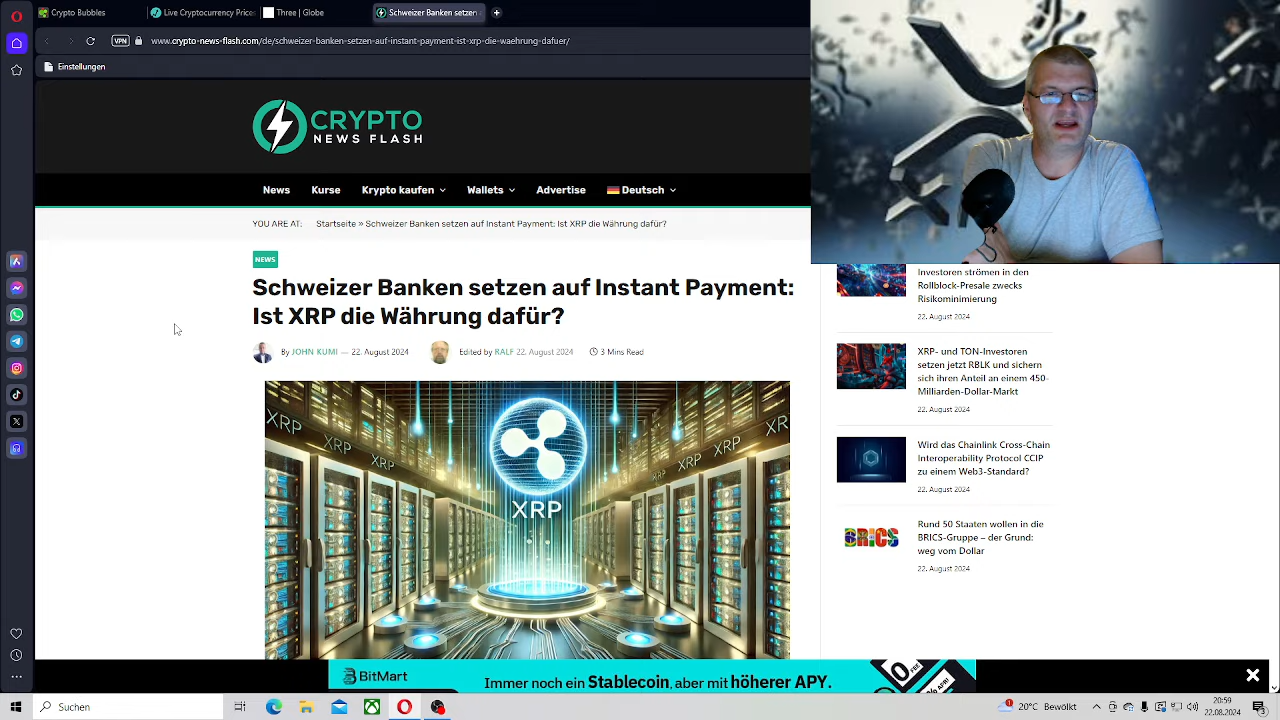 Crypto Bubbles
Live Cryptocurrency Prices
Three | Globe
Schweizer Banken setzen
VPN
www.crypto-news-flash.com/de/schweizer-banken-setzen-auf-instant-payment-ist-xrp-die-waehrung-dafuer/
Einstellungen
CRYPTO
NEWS FLASH
News
Kurse
Krypto kaufen
Wallets
Advertise
Deutsch
YOU ARE AT: Startseite » Schweizer Banken setzen auf Instant Payment: Ist XRP die Währung dafür?
NEWS
Schweizer Banken setzen auf Instant Payment:
Ist XRP die Währung dafür?
By JOHN KUMI — 22. August 2024
Edited by RALF 22. August 2024
3 Mins Read
XRP
XRP
XRP
XRP
XRP
XRP
XR
XRP
Investoren strömen in den
Rollblock-Presale zwecks
Risikominimierung
22. August 2024
XRP- und TON-Investoren
setzen jetzt RBLK und sichern
sich ihren Anteil an einem 450-
Milliarden-Dollar-Markt
22. August 2024
Wird das Chainlink Cross-Chain
Interoperability Protocol CCIP
zu einem Web3-Standard?
22. August 2024
BRICS
Rund 50 Staaten wollen in die
BRICS-Gruppe – der Grund:
weg vom Dollar
22. August 2024
BitMart
Immer noch ein Stablecoin, aber mit höherer APY.
Suchen
20°C Bewölkt
20:59
22.08.2024